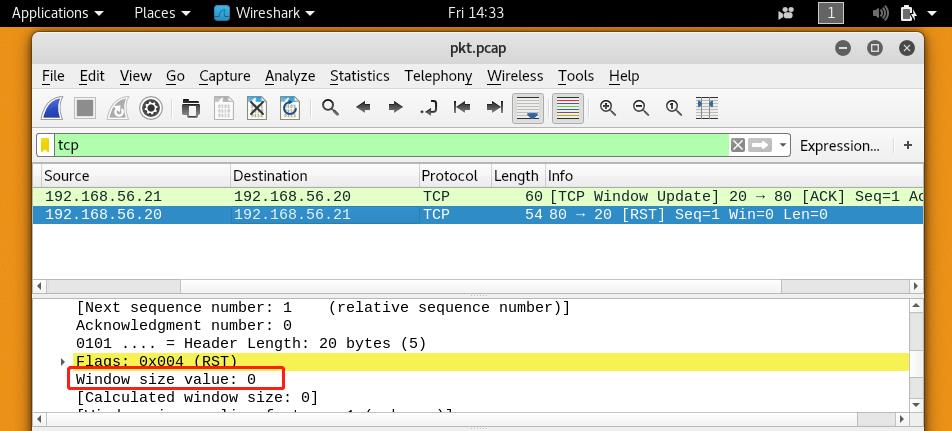 Applications Places Wireshark Fri 14:33 1
pkt.pcap
File Edit View Go Capture Analyze Statistics Telephony Wireless Tools Help
tcp Expression... +
Source Destination Protocol Length Info
192.168.56.21 192.168.56.20 TCP 60 [TCP Window Update] 20 → 80 [ACK] Seq=1 Ac
192.168.56.20 192.168.56.21 TCP 54 80 → 20 [RST] Seq=1 Win=0 Len=0
[Next sequence number: 1 (relative sequence number)]
Acknowledgment number: 0
0101 .... = Header Length: 20 bytes (5)
Flags: 0x004 (RST)
Window size value: 0
[Calculated window size: 0]